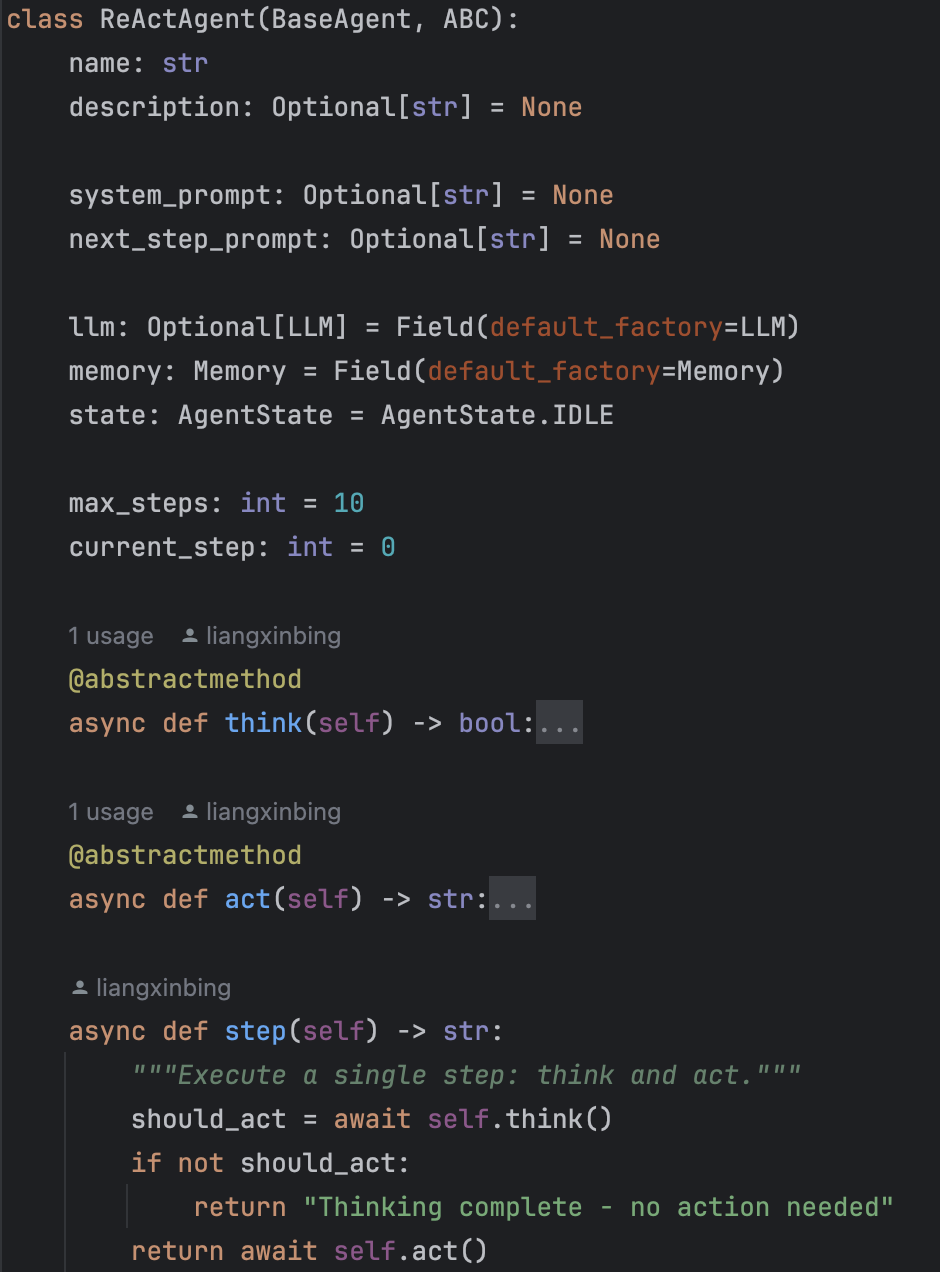 class ReActAgent(BaseAgent, ABC):
    name: str
    description: Optional[str] = None

    system_prompt: Optional[str] = None
    next_step_prompt: Optional[str] = None

    llm: Optional[LLM] = Field(default_factory=LLM)
    memory: Memory = Field(default_factory=Memory)
    state: AgentState = AgentState.IDLE

    max_steps: int = 10
    current_step: int = 0

    1 usage liangxinbing
    @abstractmethod
    async def think(self) -> bool:...

    1 usage liangxinbing
    @abstractmethod
    async def act(self) -> str:...

    liangxinbing
    async def step(self) -> str:
        """Execute a single step: think and act."""
        should_act = await self.think()
        if not should_act:
            return "Thinking complete - no action needed"
        return await self.act()